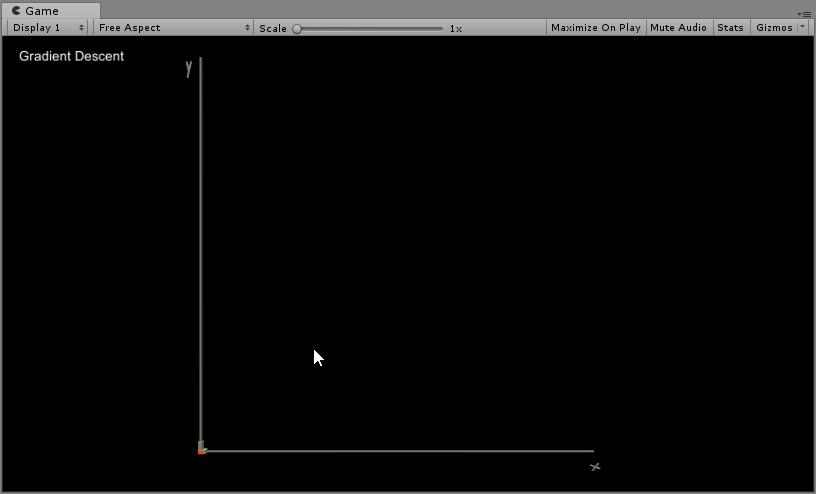 Game
Display 1 Free Aspect Scale 1x Maximize On Play Mute Audio Stats Gizmos
Gradient Descent
y
x